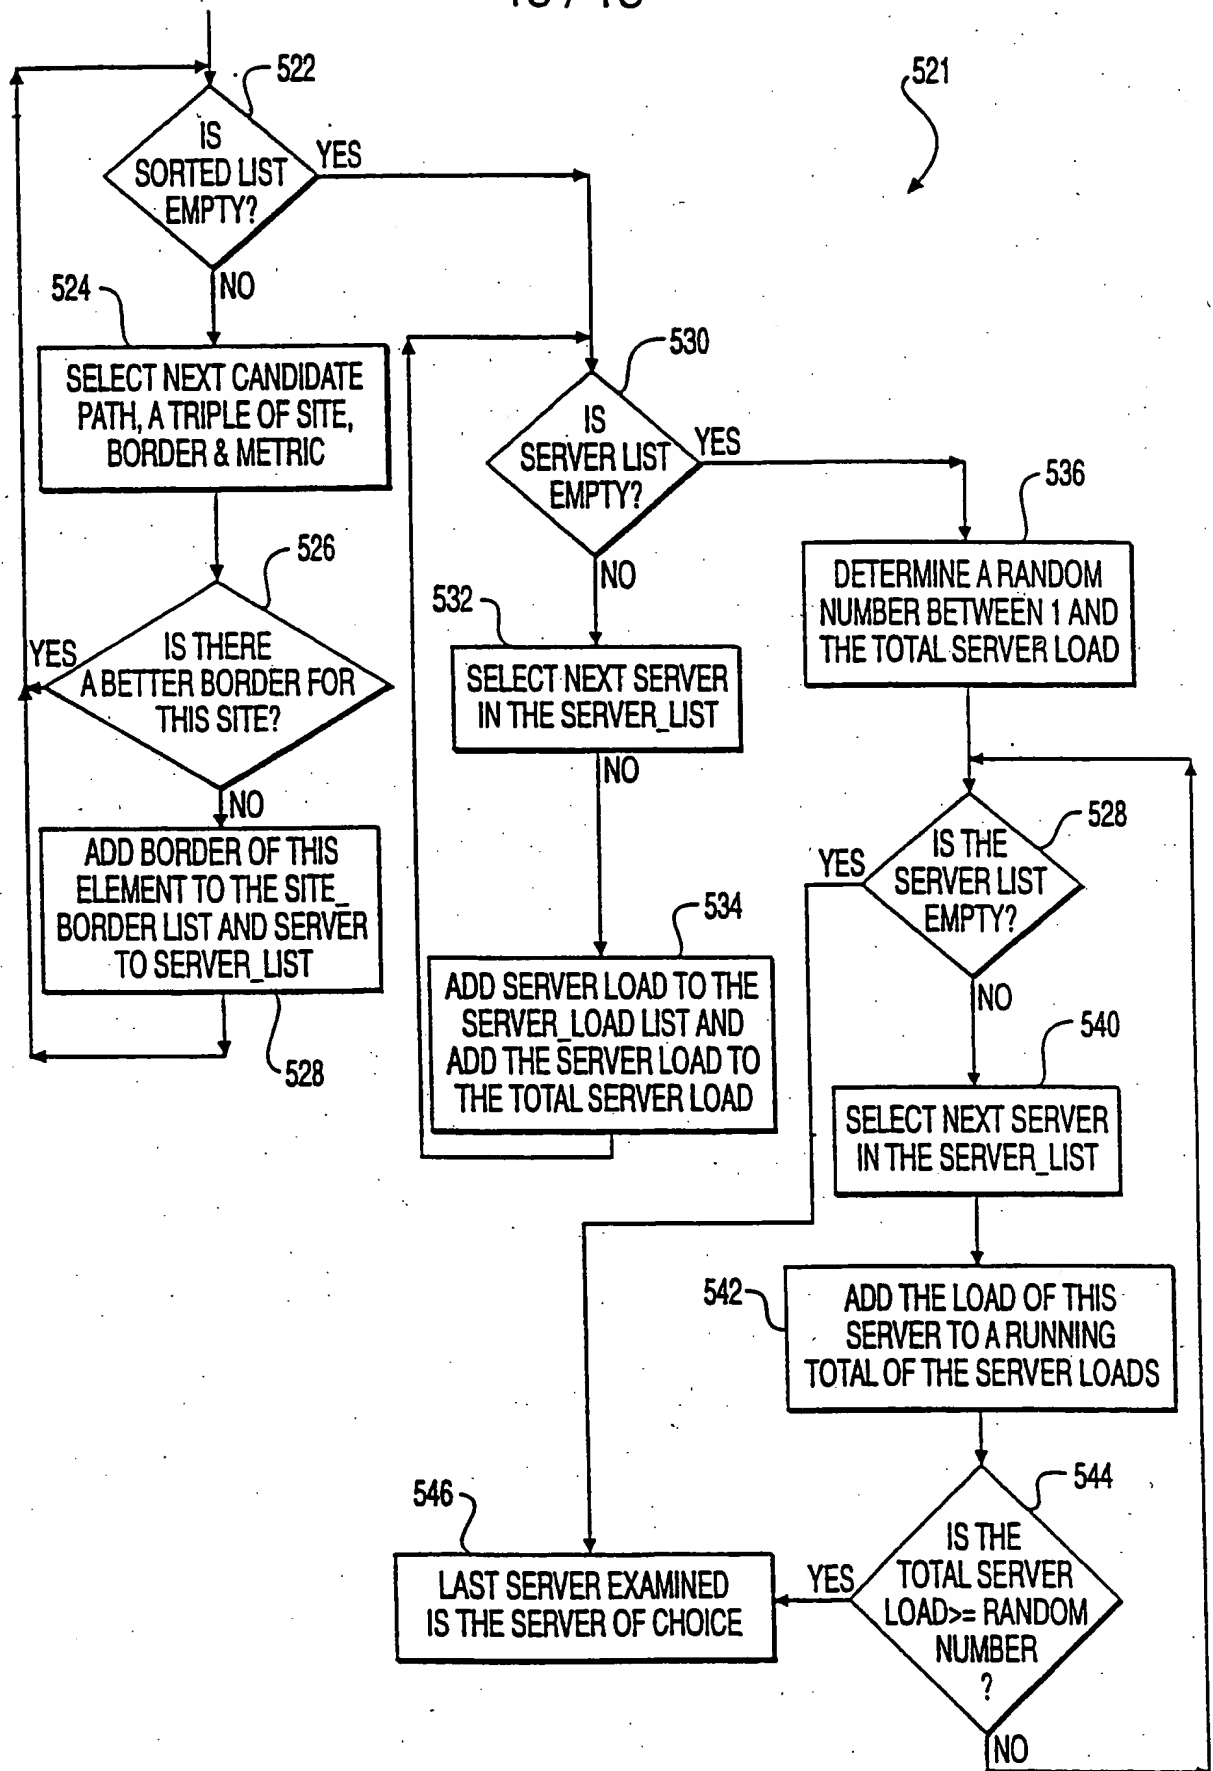 522
521
IS
SORTED LIST
EMPTY?
YES
NO
524
SELECT NEXT CANDIDATE
PATH, A TRIPLE OF SITE,
BORDER & METRIC
526
IS THERE
A BETTER BORDER FOR
THIS SITE?
YES
NO
ADD BORDER OF THIS
ELEMENT TO THE SITE_
BORDER LIST AND SERVER
TO SERVER_LIST
528
530
IS
SERVER LIST
EMPTY?
YES
NO
532
SELECT NEXT SERVER
IN THE SERVER_LIST
NO
534
ADD SERVER LOAD TO THE
SERVER_LOAD LIST AND
ADD THE SERVER LOAD TO
THE TOTAL SERVER LOAD
536
DETERMINE A RANDOM
NUMBER BETWEEN 1 AND
THE TOTAL SERVER LOAD
528
IS THE
SERVER LIST
EMPTY?
YES
NO
540
SELECT NEXT SERVER
IN THE SERVER_LIST
542
ADD THE LOAD OF THIS
SERVER TO A RUNNING
TOTAL OF THE SERVER LOADS
544
IS THE
TOTAL SERVER
LOAD>= RANDOM
NUMBER
?
YES
NO
546
LAST SERVER EXAMINED
IS THE SERVER OF CHOICE